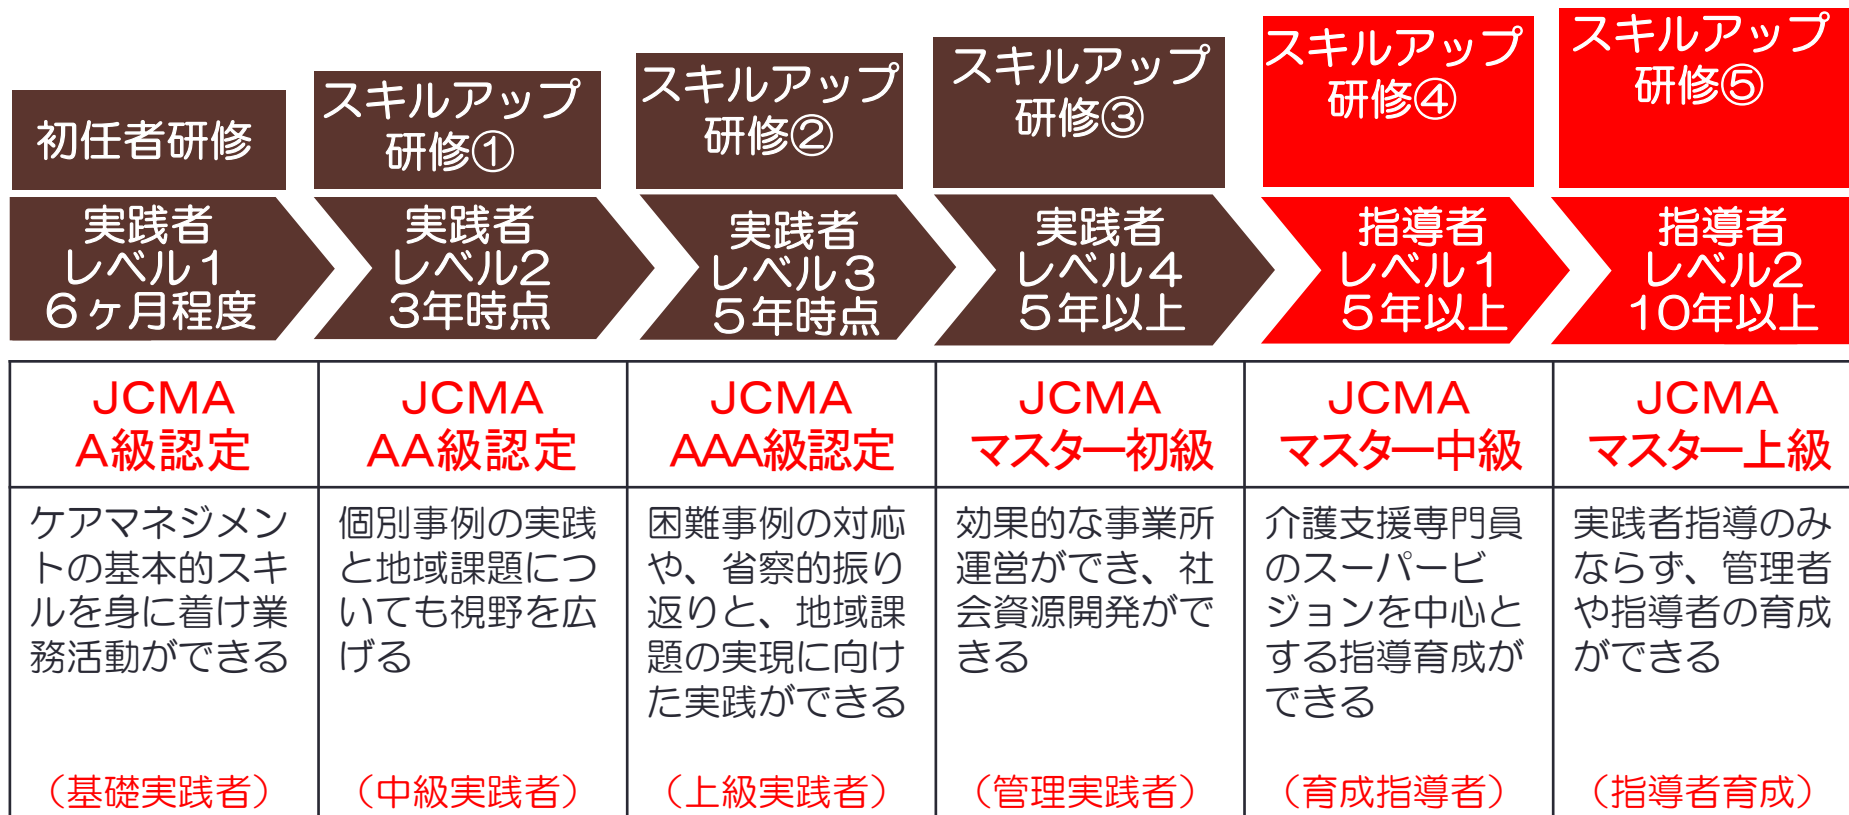 初任者研修
スキルアップ
研修①
スキルアップ
研修②
スキルアップ
研修③
スキルアップ
研修④
スキルアップ
研修⑤
実践者
レベル１
６ヶ月程度
実践者
レベル2
3年時点
実践者
レベル３
５年時点
実践者
レベル４
５年以上
指導者
レベル１
５年以上
指導者
レベル2
10年以上
JCMA
A級認定
JCMA
AA級認定
JCMA
AAA級認定
JCMA
マスター初級
JCMA
マスター中級
JCMA
マスター上級
ケアマネジメン
トの基本的スキ
ルを身に着け業
務活動ができる
（基礎実践者）
個別事例の実践
と地域課題につ
いても視野を広
げる
（中級実践者）
困難事例の対応
や、省察的振り
返りと、地域課
題の実現に向け
た実践ができる
（上級実践者）
効果的な事業所
運営ができ、社
会資源開発がで
きる
（管理実践者）
介護支援専門員
のスーパービ
ジョンを中心と
する指導育成が
できる
（育成指導者）
実践者指導のみ
ならず、管理者
や指導者の育成
ができる
（指導者育成）